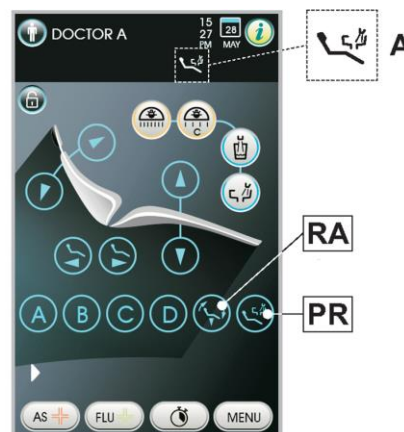 DOCTOR A
15
27
PM
28
MAY
i
A
C
RA
A B C D
PR
AS FLU MENU